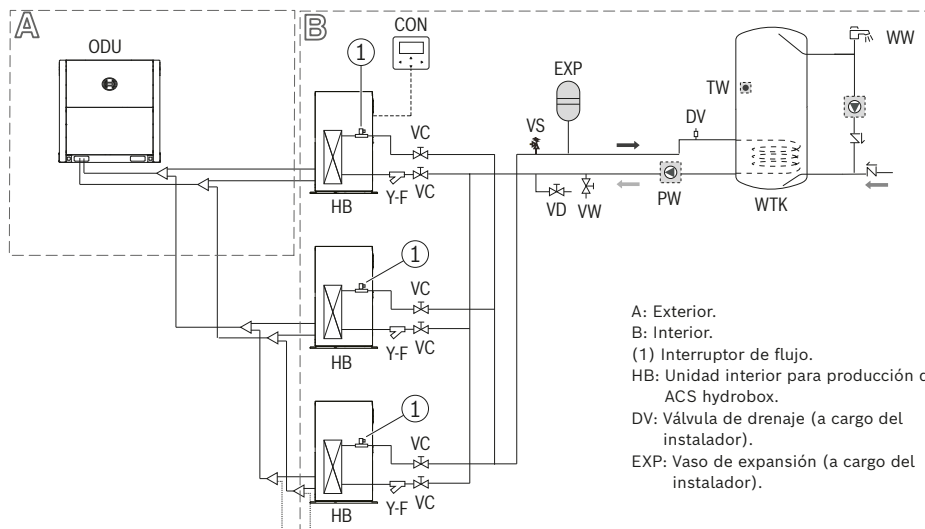 A
B
ODU
CON
1
EXP
WW
TW
VS
DV
VC
Y-F
VC
HB
VD
VW
PW
WTK
1
VC
Y-F
VC
HB
1
VC
Y-F
VC
HB
A: Exterior.
B: Interior.
(1) Interruptor de flujo.
HB: Unidad interior para producción
ACS hydrobox.
DV: Válvula de drenaje (a cargo del
instalador).
EXP: Vaso de expansión (a cargo del
instalador).